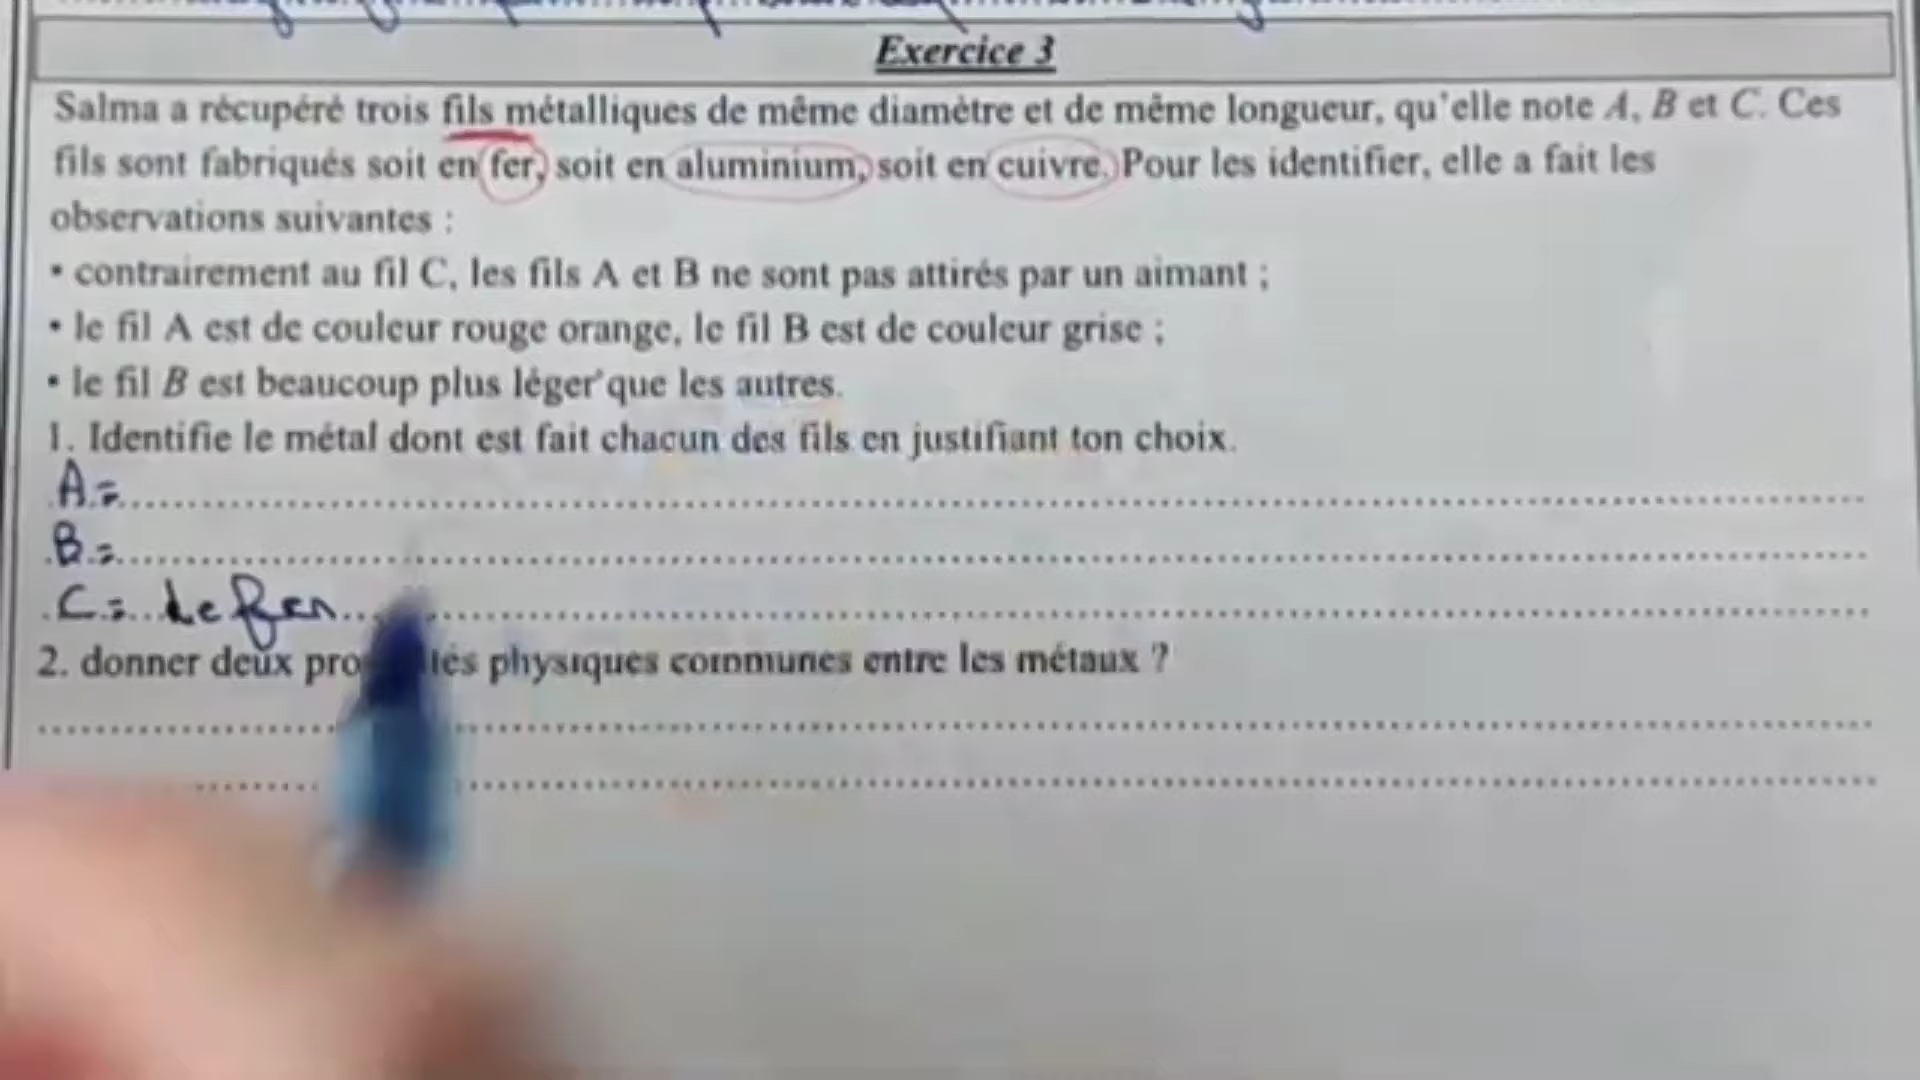 Exercice 3
Salma a récupéré trois fils métalliques de même diamètre et de même longueur, qu'elle note A, B et C. Ces
fils sont fabriqués soit en fer, soit en aluminium, soit en cuivre. Pour les identifier, elle a fait les
observations suivantes :
• contrairement au fil C, les fils A et B ne sont pas attirés par un aimant ;
• le fil A est de couleur rouge orange, le fil B est de couleur grise ;
• le fil B est beaucoup plus léger que les autres.
1. Identifie le métal dont est fait chacun des fils en justifiant ton choix.
A=
B=
C= Le fer
2. donner deux pro tés physiques communes entre les métaux ?